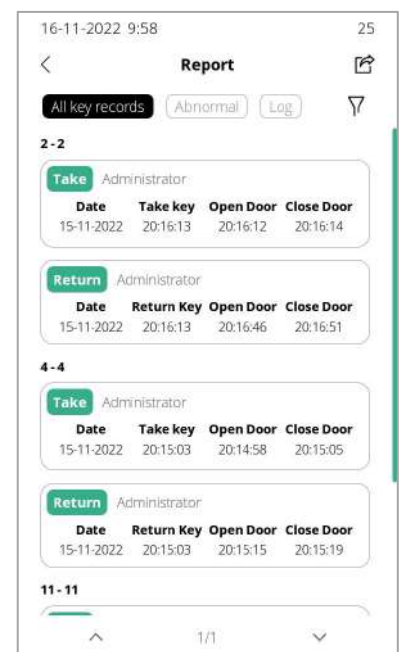 16-11-2022 9:58 25
Report
All key records Abnormal Log
2 - 2
Take Administrator
Date Take key Open Door Close Door
15-11-2022 20:16:13 20:16:12 20:16:14
Return Administrator
Date Return Key Open Door Close Door
15-11-2022 20:16:13 20:16:46 20:16:51
4 - 4
Take Administrator
Date Take key Open Door Close Door
15-11-2022 20:15:03 20:14:58 20:15:05
Return Administrator
Date Return Key Open Door Close Door
15-11-2022 20:15:03 20:15:15 20:15:19
11 - 11
1/1